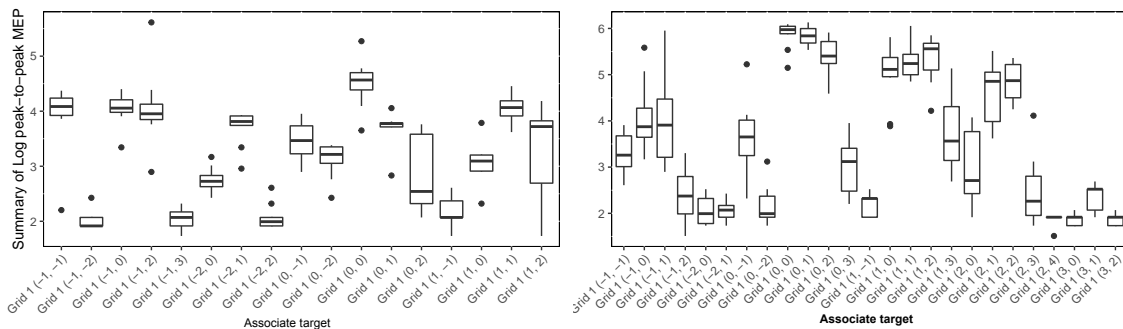 Summary of Log peak−to−peak MEP
5
4
3
2
Grid 1 (−1, −1)
Grid 1 (−1, −2)
Grid 1 (−1, 0)
Grid 1 (−1, 2)
Grid 1 (−1, 3)
Grid 1 (−2, 0)
Grid 1 (−2, 1)
Grid 1 (−2, 2)
Grid 1 (0, −1)
Grid 1 (0, −2)
Grid 1 (0, 0)
Grid 1 (0, 1)
Grid 1 (0, 2)
Grid 1 (1, −1)
Grid 1 (1, 0)
Grid 1 (1, 1)
Grid 1 (1, 2)
Associate target
6
5
4
3
2
Grid 1 (−1, −1)
Grid 1 (−1, 0)
Grid 1 (−1, 1)
Grid 1 (−1, 2)
Grid 1 (−2, 0)
Grid 1 (−2, 1)
Grid 1 (0, −1)
Grid 1 (0, −2)
Grid 1 (0, 0)
Grid 1 (0, 1)
Grid 1 (0, 2)
Grid 1 (0, 3)
Grid 1 (1, −1)
Grid 1 (1, 0)
Grid 1 (1, 1)
Grid 1 (1, 2)
Grid 1 (1, 3)
Grid 1 (2, 0)
Grid 1 (2, 1)
Grid 1 (2, 2)
Grid 1 (2, 3)
Grid 1 (2, 4)
Grid 1 (3, 0)
Grid 1 (3, 1)
Grid 1 (3, 2)
Associate target